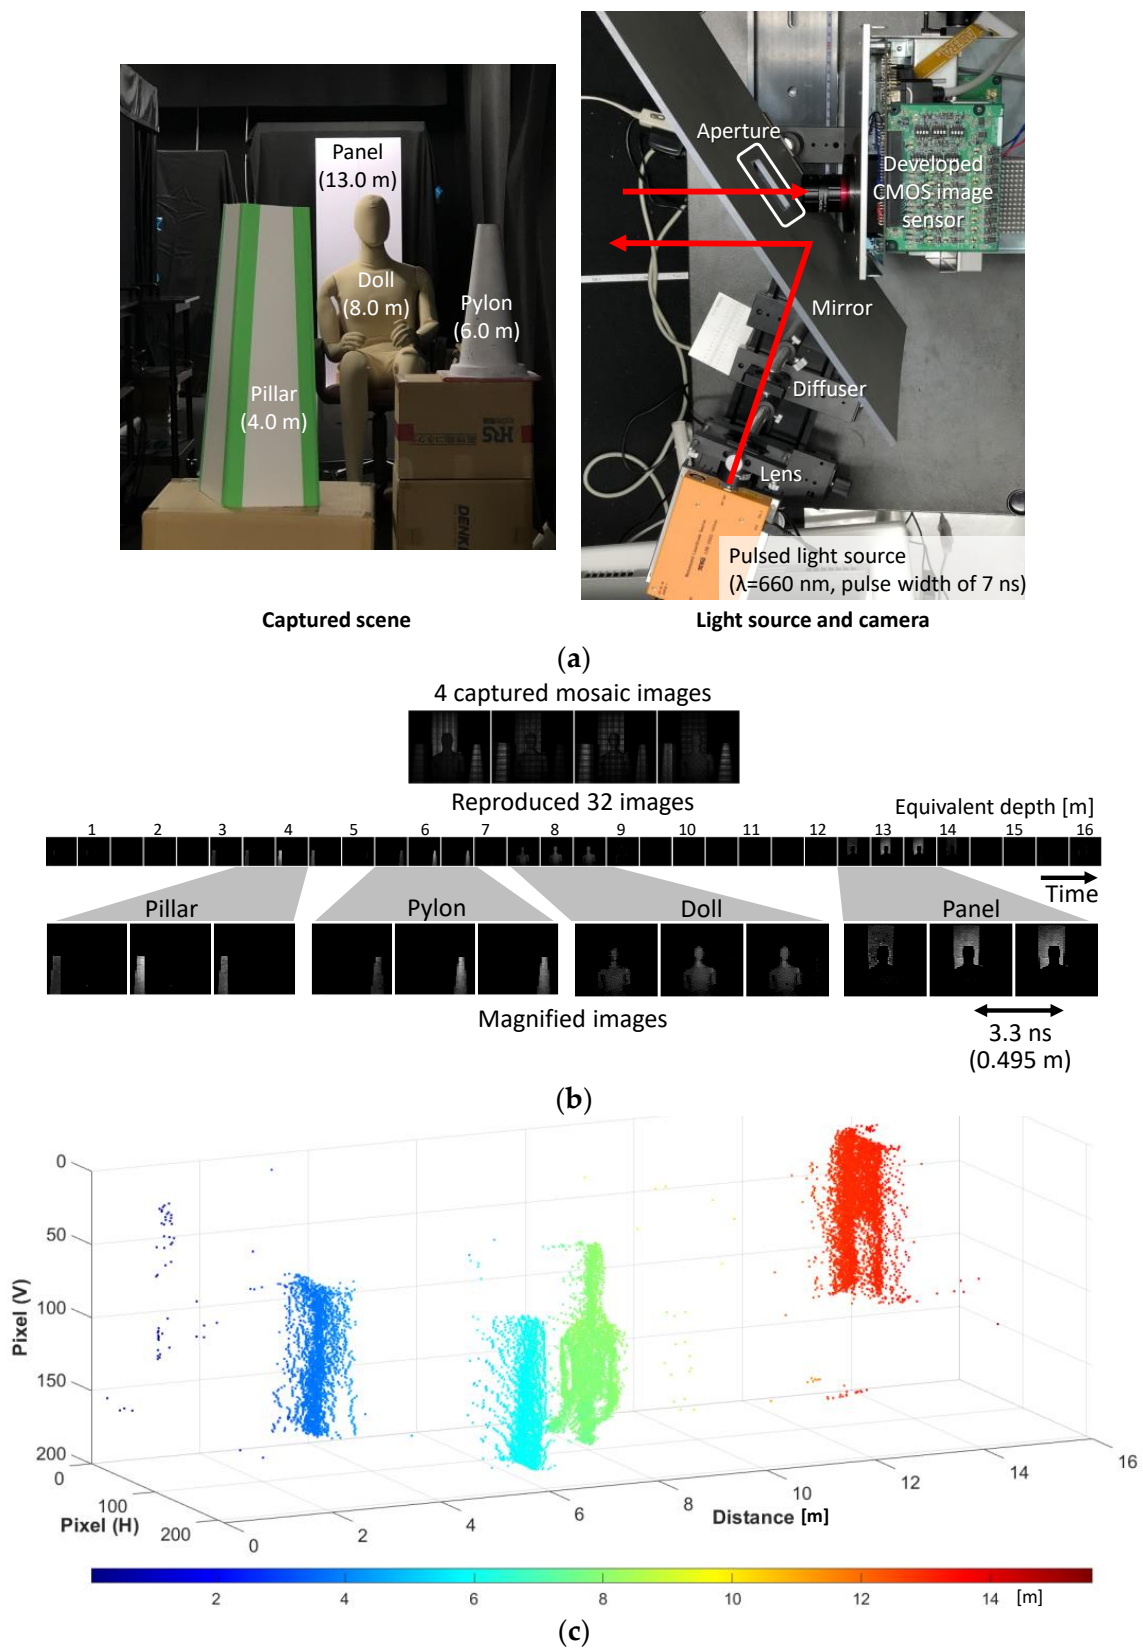 Panel
(13.0 m)
Doll
(8.0 m)
Pylon
(6.0 m)
Pillar
(4.0 m)
HRS
DENK
Aperture
Developed
CMOS image
sensor
Mirror
Diffuser
Lens
Pulsed light source
(λ=660 nm, pulse width of 7 ns)
Captured scene
Light source and camera
(a)
4 captured mosaic images
Reproduced 32 images
Equivalent depth [m]
1 2 3 4 5 6 7 8 9 10 11 12 13 14 15 16
Time
Pillar
Pylon
Doll
Panel
Magnified images
3.3 ns
(0.495 m)
(b)
0
50
100
150
200
Pixel (V)
0
100
200
Pixel (H)
0 2 4 6 8 10 12 14 16
Distance [m]
2 4 6 8 10 12 14 [m]
(c)